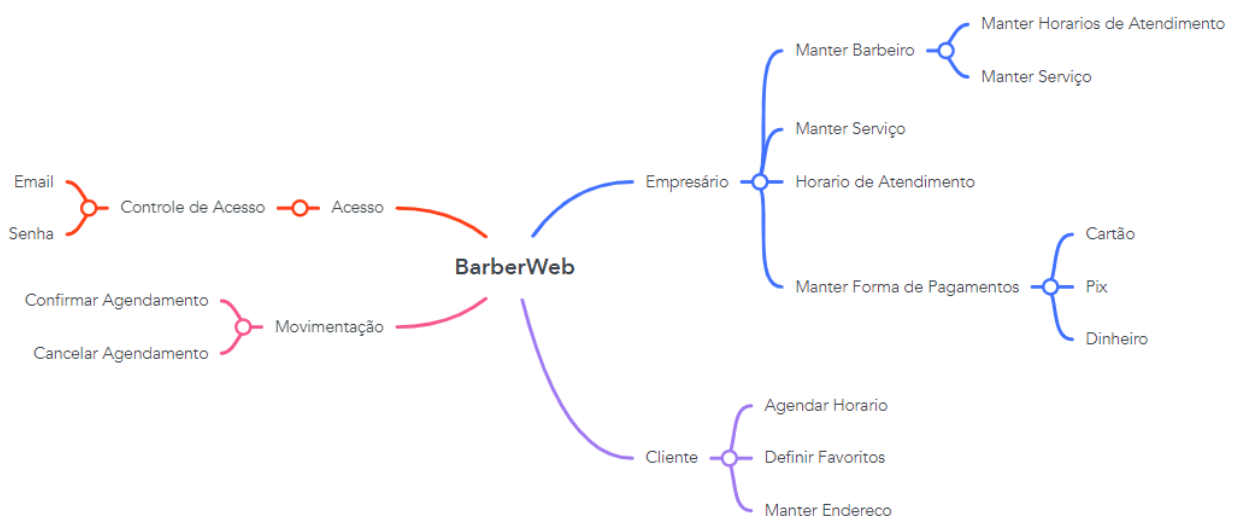 Manter Horarios de Atendimento
Manter Barbeiro
Manter Serviço
Manter Serviço
Email
Empresário
Horario de Atendimento
Controle de Acesso
Acesso
Senha
Cartão
BarberWeb
Manter Forma de Pagamentos
Pix
Confirmar Agendamento
Movimentação
Dinheiro
Cancelar Agendamento
Agendar Horario
Cliente
Definir Favoritos
Manter Endereco